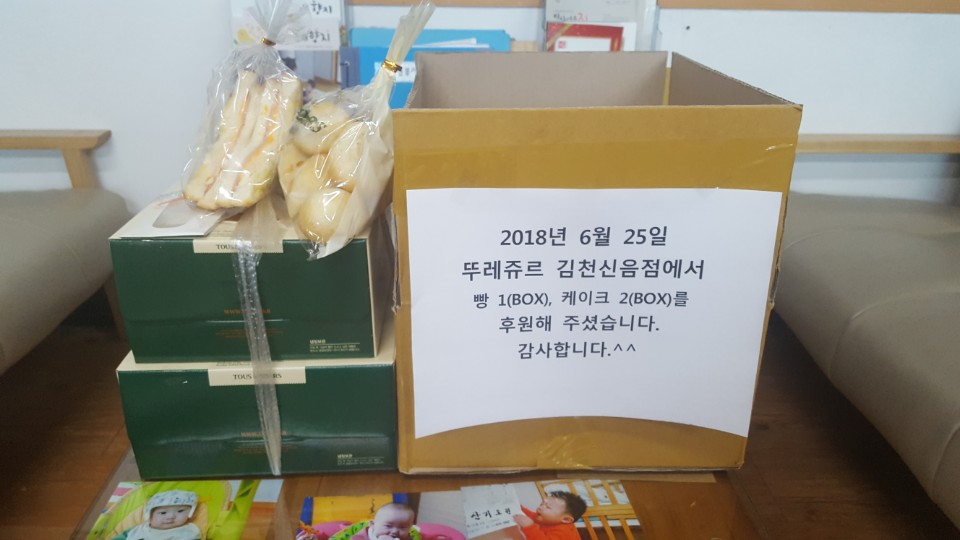 2018년 6월 25일
뚜레쥬르 김천신음점에서
빵 1(BOX), 케이크 2(BOX)를
후원해 주셨습니다.
감사합니다.^^